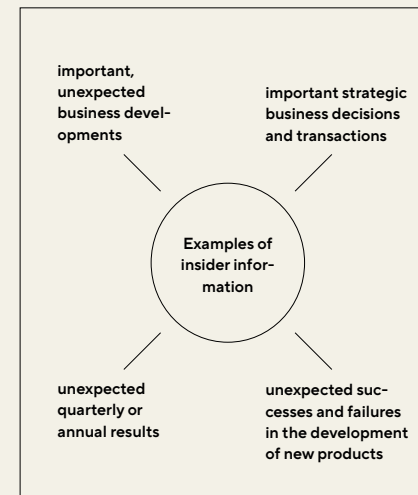 important,
unexpected
business devel-
opments
important strategic
business decisions
and transactions
Examples of
insider infor-
mation
unexpected
quarterly or
annual results
unexpected suc-
cesses and failures
in the development
of new products